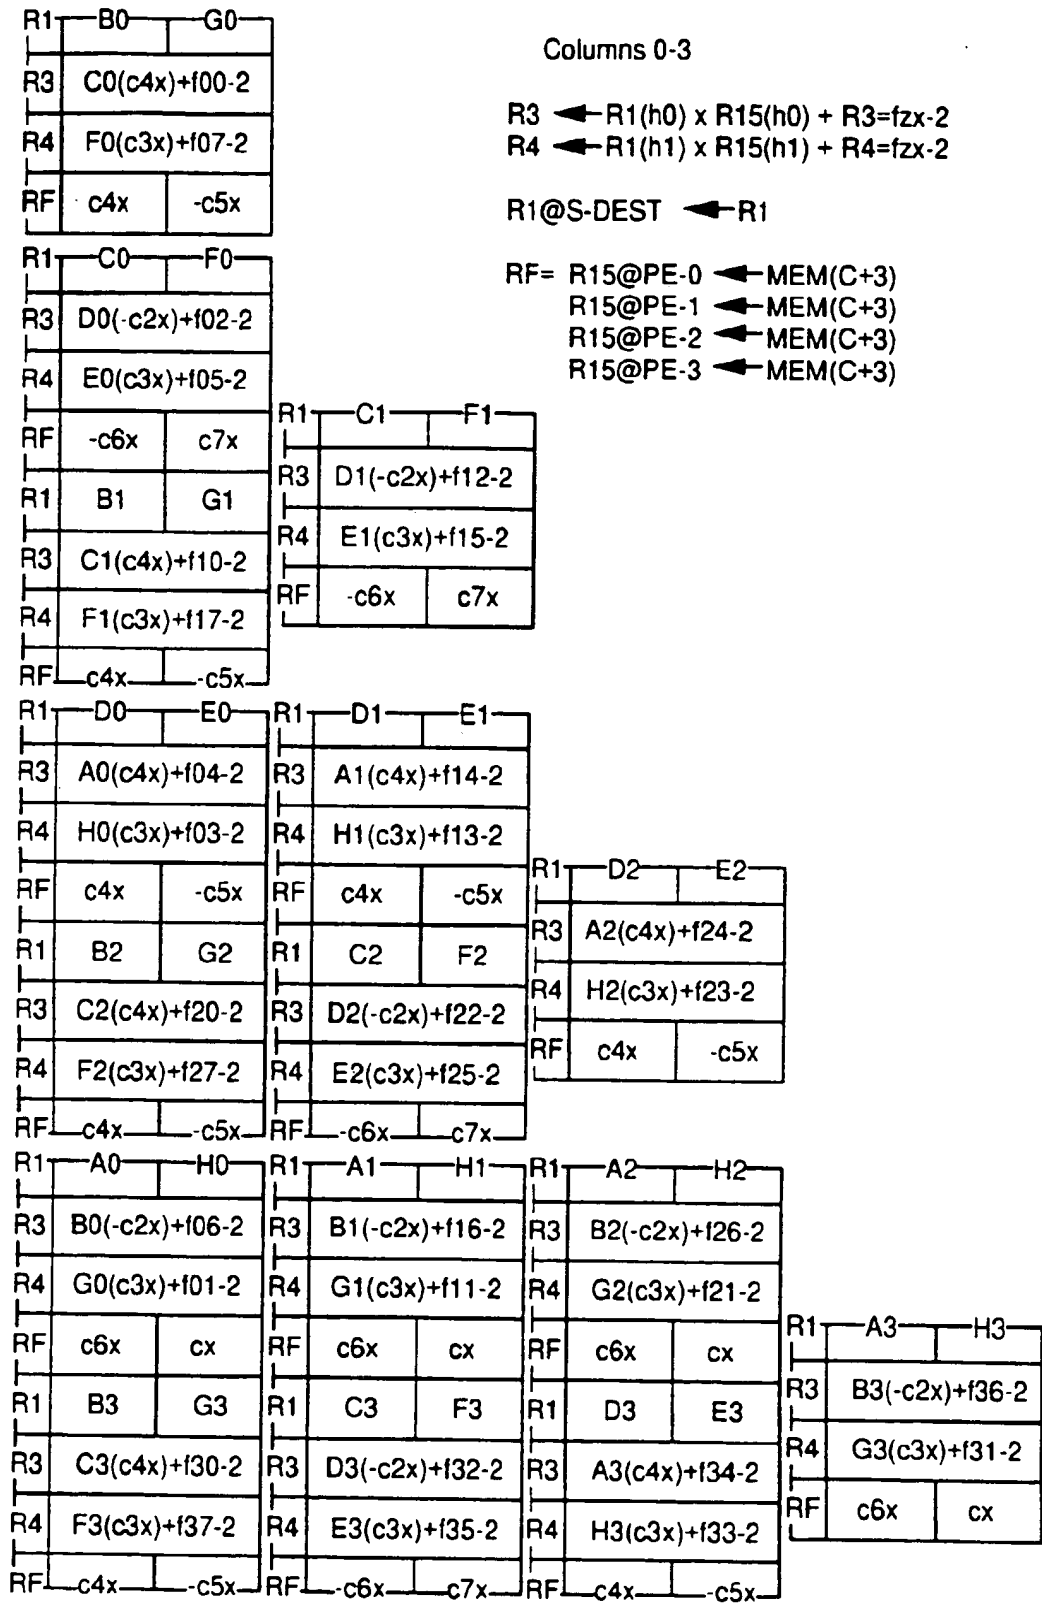 R1 B0 G0
R3 C0(c4x)+f00-2
R4 F0(c3x)+f07-2
RF c4x -c5x
Columns 0-3
R3 ← R1(h0) x R15(h0) + R3=fzx-2
R4 ← R1(h1) x R15(h1) + R4=fzx-2
R1@S-DEST ← R1
RF= R15@PE-0 ← MEM(C+3)
R15@PE-1 ← MEM(C+3)
R15@PE-2 ← MEM(C+3)
R15@PE-3 ← MEM(C+3)
R1 C0 F0
R3 D0(-c2x)+f02-2
R4 E0(c3x)+f05-2
RF -c6x c7x
R1 B1 G1
R3 C1(c4x)+f10-2
R4 F1(c3x)+f17-2
RF c4x -c5x
R1 C1 F1
R3 D1(-c2x)+f12-2
R4 E1(c3x)+f15-2
RF -c6x c7x
R1 D0 E0
R3 A0(c4x)+f04-2
R4 H0(c3x)+f03-2
RF c4x -c5x
R1 B2 G2
R3 C2(c4x)+f20-2
R4 F2(c3x)+f27-2
RF c4x -c5x
R1 D1 E1
R3 A1(c4x)+f14-2
R4 H1(c3x)+f13-2
RF c4x -c5x
R1 C2 F2
R3 D2(-c2x)+f22-2
R4 E2(c3x)+f25-2
RF -c6x c7x
R1 D2 E2
R3 A2(c4x)+f24-2
R4 H2(c3x)+f23-2
RF c4x -c5x
R1 A0 H0
R3 B0(-c2x)+f06-2
R4 G0(c3x)+f01-2
RF c6x cx
R1 B3 G3
R3 C3(c4x)+f30-2
R4 F3(c3x)+f37-2
RF c4x -c5x
R1 A1 H1
R3 B1(-c2x)+f16-2
R4 G1(c3x)+f11-2
RF c6x cx
R1 C3 F3
R3 D3(-c2x)+f32-2
R4 E3(c3x)+f35-2
RF -c6x c7x
R1 A2 H2
R3 B2(-c2x)+f26-2
R4 G2(c3x)+f21-2
RF c6x cx
R1 D3 E3
R3 A3(c4x)+f34-2
R4 H3(c3x)+f33-2
RF c4x -c5x
R1 A3 H3
R3 B3(-c2x)+f36-2
R4 G3(c3x)+f31-2
RF c6x cx